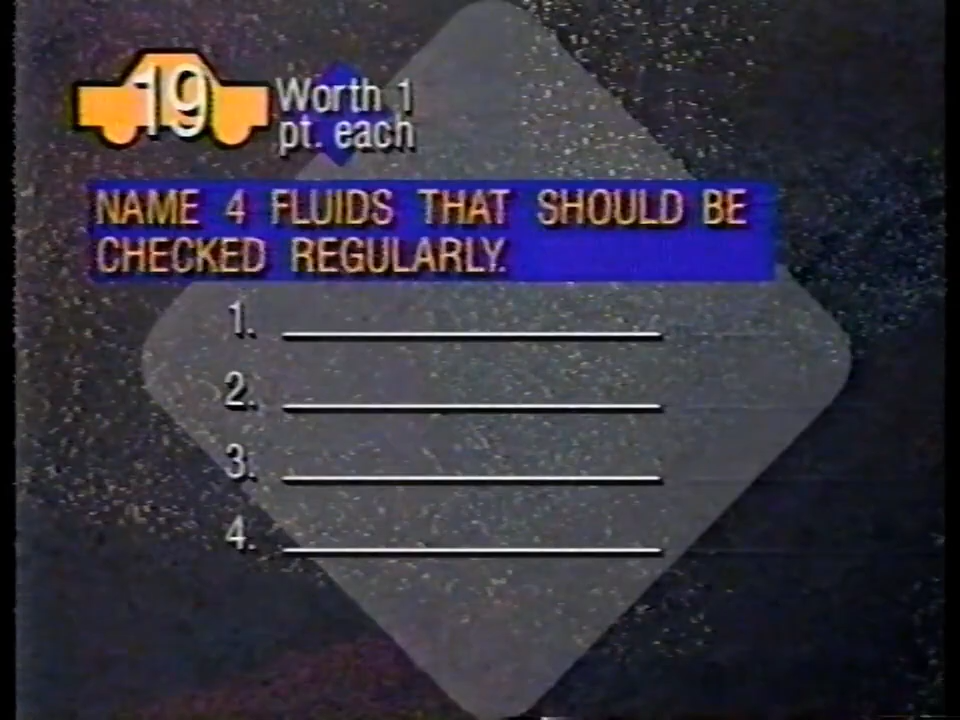 19
Worth 1
pt. each
NAME 4 FLUIDS THAT SHOULD BE
CHECKED REGULARLY.
1.
2.
3.
4.